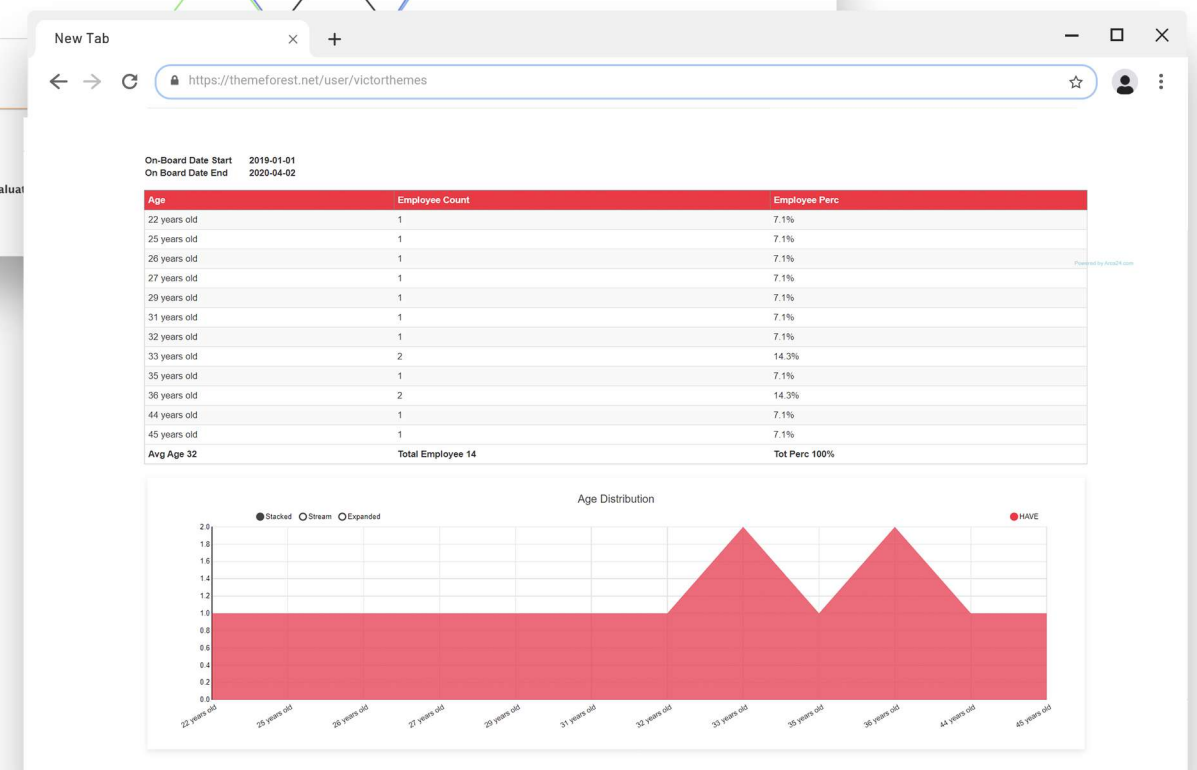 New Tab
https://themeforest.net/user/victorthemes
aluat
On-Board Date Start 2019-01-01
On Board Date End 2020-04-02
Age Employee Count Employee Perc
22 years old 1 7.1%
25 years old 1 7.1%
26 years old 1 7.1%
27 years old 1 7.1%
29 years old 1 7.1%
31 years old 1 7.1%
32 years old 1 7.1%
33 years old 2 14.3%
35 years old 1 7.1%
36 years old 2 14.3%
44 years old 1 7.1%
45 years old 1 7.1%
Avg Age 32 Total Employee 14 Tot Perc 100%
Age Distribution
Stacked Stream Expanded HAVE
2.0
1.8
1.6
1.4
1.2
1.0
0.8
0.6
0.4
0.2
0.0
22 years old 25 years old 26 years old 27 years old 29 years old 31 years old 32 years old 33 years old 35 years old 36 years old 44 years old 45 years old